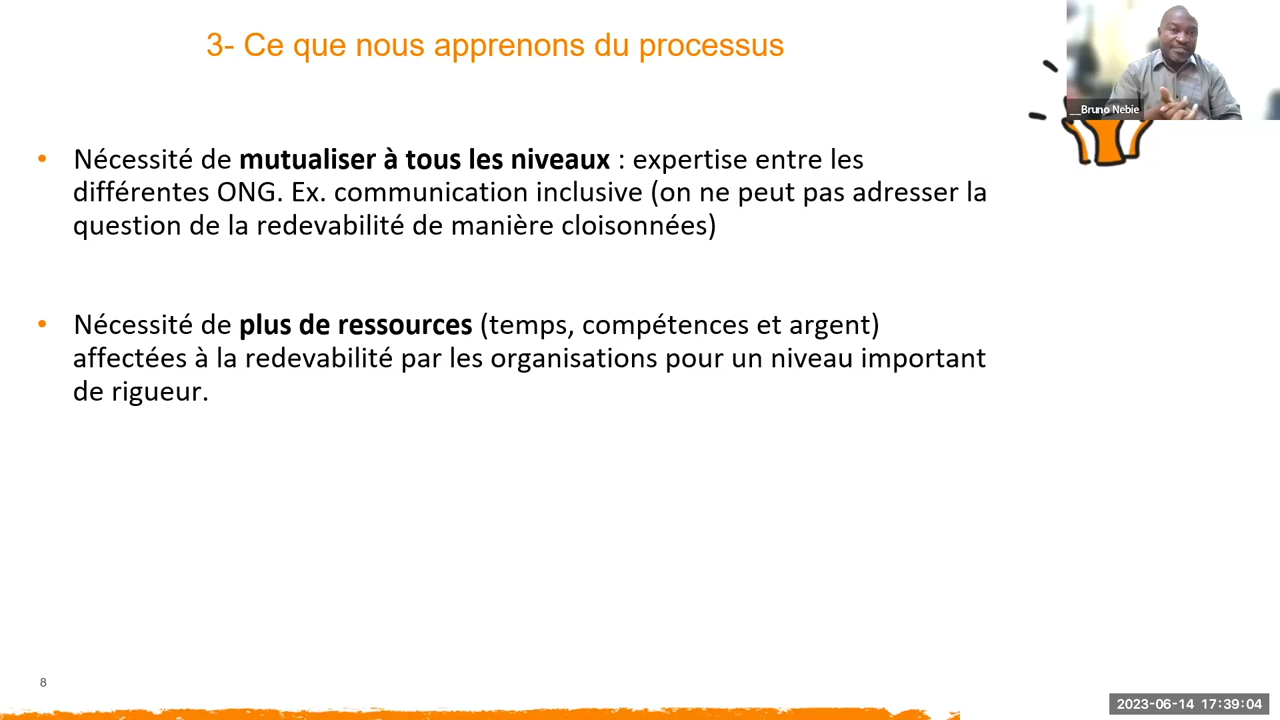 3- Ce que nous apprenons du processus
__Bruno Nebie
• Nécessité de mutualiser à tous les niveaux : expertise entre les
différentes ONG. Ex. communication inclusive (on ne peut pas adresser la
question de la redevabilité de manière cloisonnées)
• Nécessité de plus de ressources (temps, compétences et argent)
affectées à la redevabilité par les organisations pour un niveau important
de rigueur.
8
2023-06-14 17:39:04